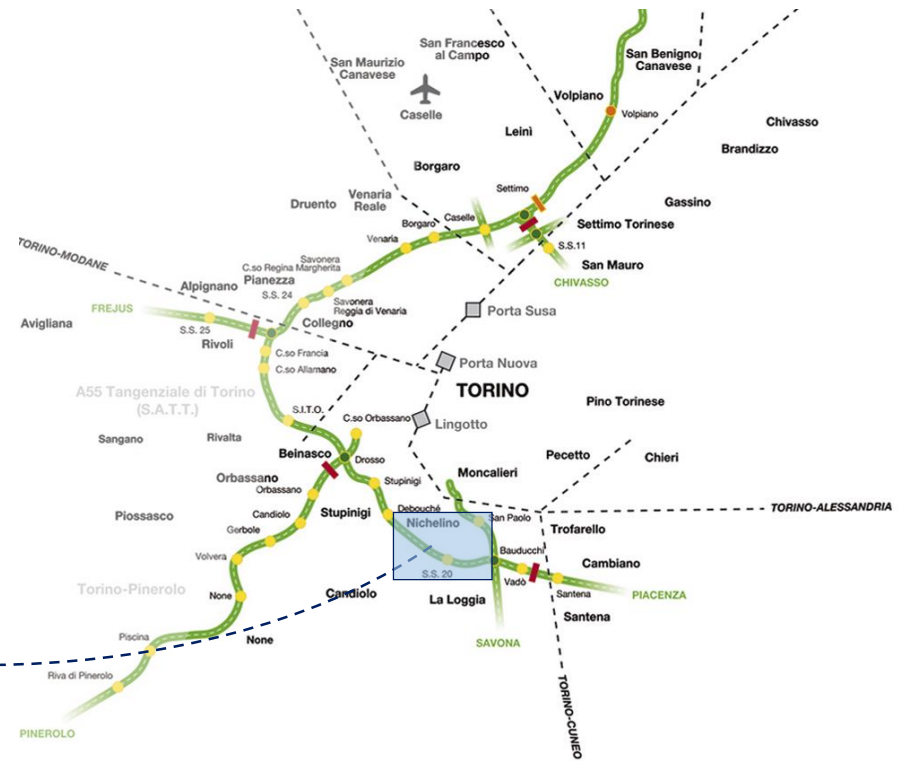 San Francesco
al Campo
San Benigno
Canavese
San Maurizio
Canavese
Caselle
Volpiano
Volpiano
Chivasso
Leinì
Brandizzo
Borgaro
Settimo
Venaria
Reale
Druento
Gassino
Caselle
Borgaro
Settimo Torinese
Venaria
S.S.11
TORINO-MODANE
Savonera
C.so Regina Margherita
San Mauro
Alpignano
Pianezza
CHIVASSO
S.S. 24
FREJUS
Savonera
Reggia di Venaria
Porta Susa
Avigliana
S.S. 25
Collegno
Rivoli
C.so Francia
Porta Nuova
C.so Allamano
A55 Tangenziale di Torino
(S.A.T.T.)
TORINO
Pino Torinese
S.I.T.O.
C.so Orbassano
Lingotto
Sangano
Rivalta
Beinasco
Drosso
Pecetto
Chieri
Moncalieri
Orbassano
Orbassano
Stupinigi
Piossasco
Candiolo
Stupinigi
Debouché
Nichelino
San Paolo
TORINO-ALESSANDRIA
Gerbole
Trofarello
Volvera
Bauducchi
Cambiano
S.S. 20
Vadò
Torino-Pinerolo
None
Candiolo
La Loggia
Santena
PIACENZA
Santena
Piscina
None
SAVONA
Riva di Pinerolo
TORINO-CUNEO
PINEROLO